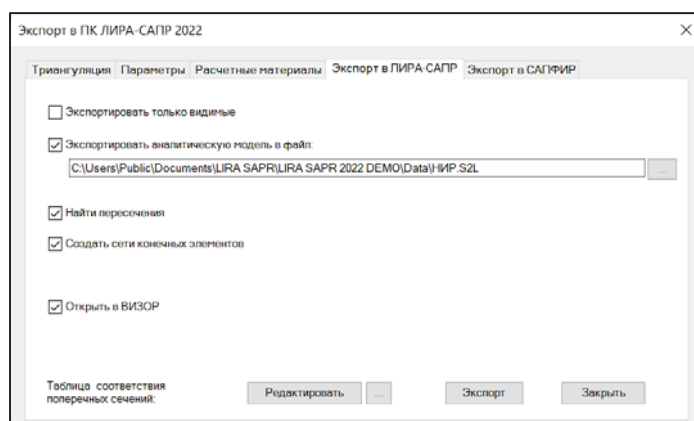 Экспорт в ПК ЛИРА-САПР 2022
Триангуляция Параметры Расчетные материалы Экспорт в ЛИРА-САПР Экспорт в САПФИР
Экспортировать только видимые
Экспортировать аналитическую модель в файл:
C:\Users\Public\Documents\LIRA SAPR\LIRA SAPR 2022 DEMO\Data\НИР.S2L
...
Найти пересечения
Создать сети конечных элементов
Открыть в ВИЗОР
Таблица соответствия
поперечных сечений:
Редактировать ... Экспорт Закрыть